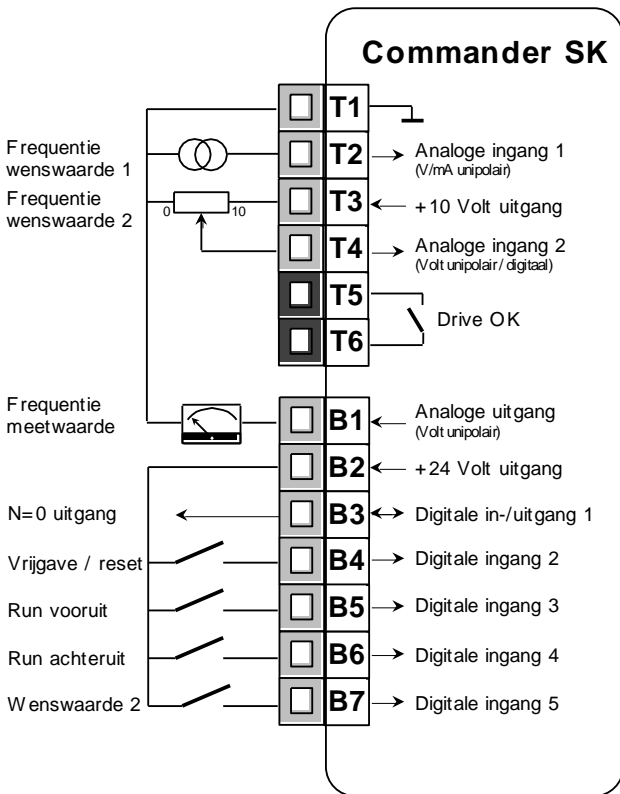 Commander SK
T1
Frequentie
wenswaarde 1
T2
Analoge ingang 1
(V/mA unipolair)
Frequentie
wenswaarde 2
0
10
T3
+10 Volt uitgang
T4
Analoge ingang 2
(Volt unipolair / digitaal)
T5
Drive OK
T6
Frequentie
meetwaarde
B1
Analoge uitgang
(Volt unipolair)
B2
+24 Volt uitgang
N=0 uitgang
B3
Digitale in-/uitgang 1
Vrijgave / reset
B4
Digitale ingang 2
Run vooruit
B5
Digitale ingang 3
Run achteruit
B6
Digitale ingang 4
Wenswaarde 2
B7
Digitale ingang 5